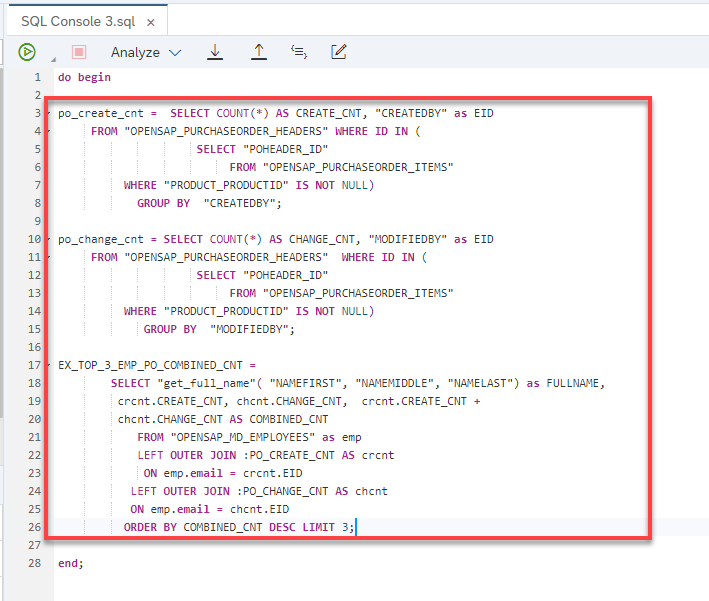 SQL Console 3.sql ×
Analyze
1 do begin
2
3 po_create_cnt =  SELECT COUNT(*) AS CREATE_CNT, "CREATEDBY" as EID
4 FROM "OPENSAP_PURCHASEORDER_HEADERS" WHERE ID IN (
5 SELECT "POHEADER_ID"
6 FROM "OPENSAP_PURCHASEORDER_ITEMS"
7 WHERE "PRODUCT_PRODUCTID" IS NOT NULL)
8 GROUP BY  "CREATEDBY";
9
10 po_change_cnt = SELECT COUNT(*) AS CHANGE_CNT, "MODIFIEDBY" as EID
11 FROM "OPENSAP_PURCHASEORDER_HEADERS"  WHERE ID IN (
12 SELECT "POHEADER_ID"
13 FROM "OPENSAP_PURCHASEORDER_ITEMS"
14 WHERE "PRODUCT_PRODUCTID" IS NOT NULL)
15 GROUP BY  "MODIFIEDBY";
16
17 EX_TOP_3_EMP_PO_COMBINED_CNT =
18 SELECT "get_full_name"( "NAMEFIRST", "NAMEMIDDLE", "NAMELAST") as FULLNAME,
19 crcnt.CREATE_CNT, chcnt.CHANGE_CNT,  crcnt.CREATE_CNT +
20 chcnt.CHANGE_CNT AS COMBINED_CNT
21 FROM "OPENSAP_MD_EMPLOYEES" as emp
22 LEFT OUTER JOIN :PO_CREATE_CNT AS crcnt
23 ON emp.email = crcnt.EID
24 LEFT OUTER JOIN :PO_CHANGE_CNT AS chcnt
25 ON emp.email = chcnt.EID
26 ORDER BY COMBINED_CNT DESC LIMIT 3;
27
28 end;